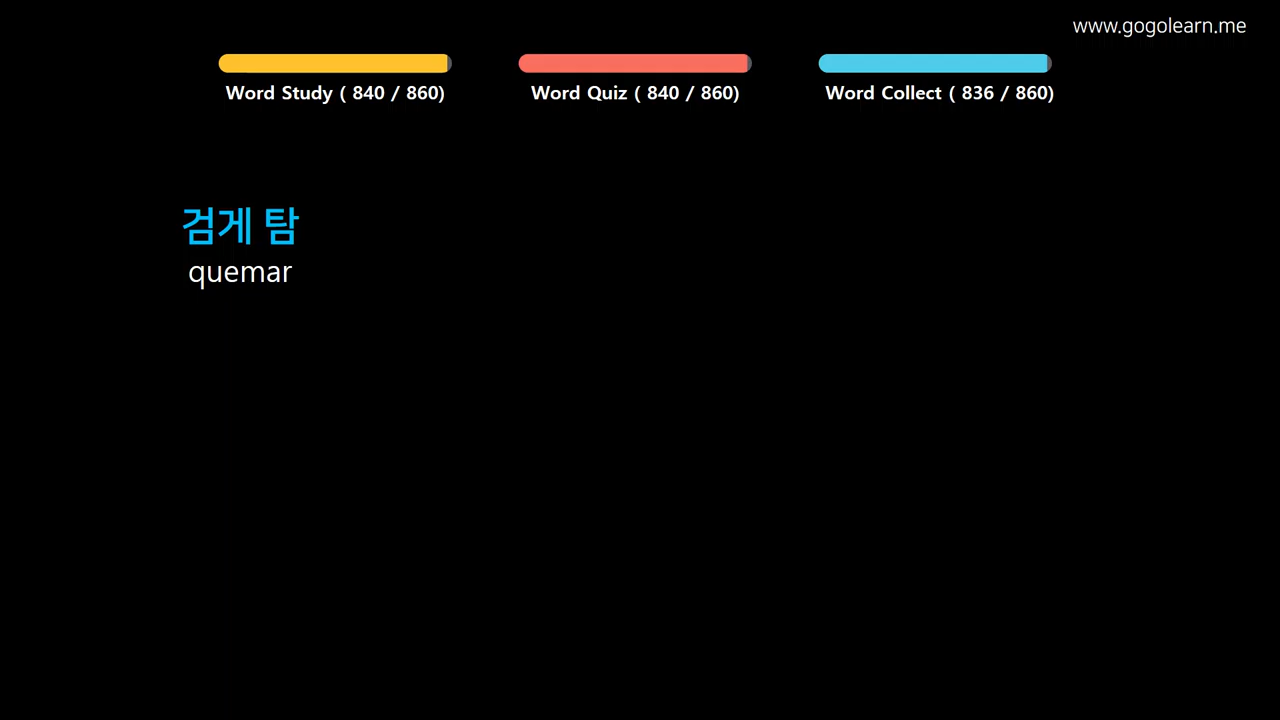 www.gogolearn.me
Word Study ( 840 / 860)
Word Quiz ( 840 / 860)
Word Collect ( 836 / 860)
검게 탐
quemar